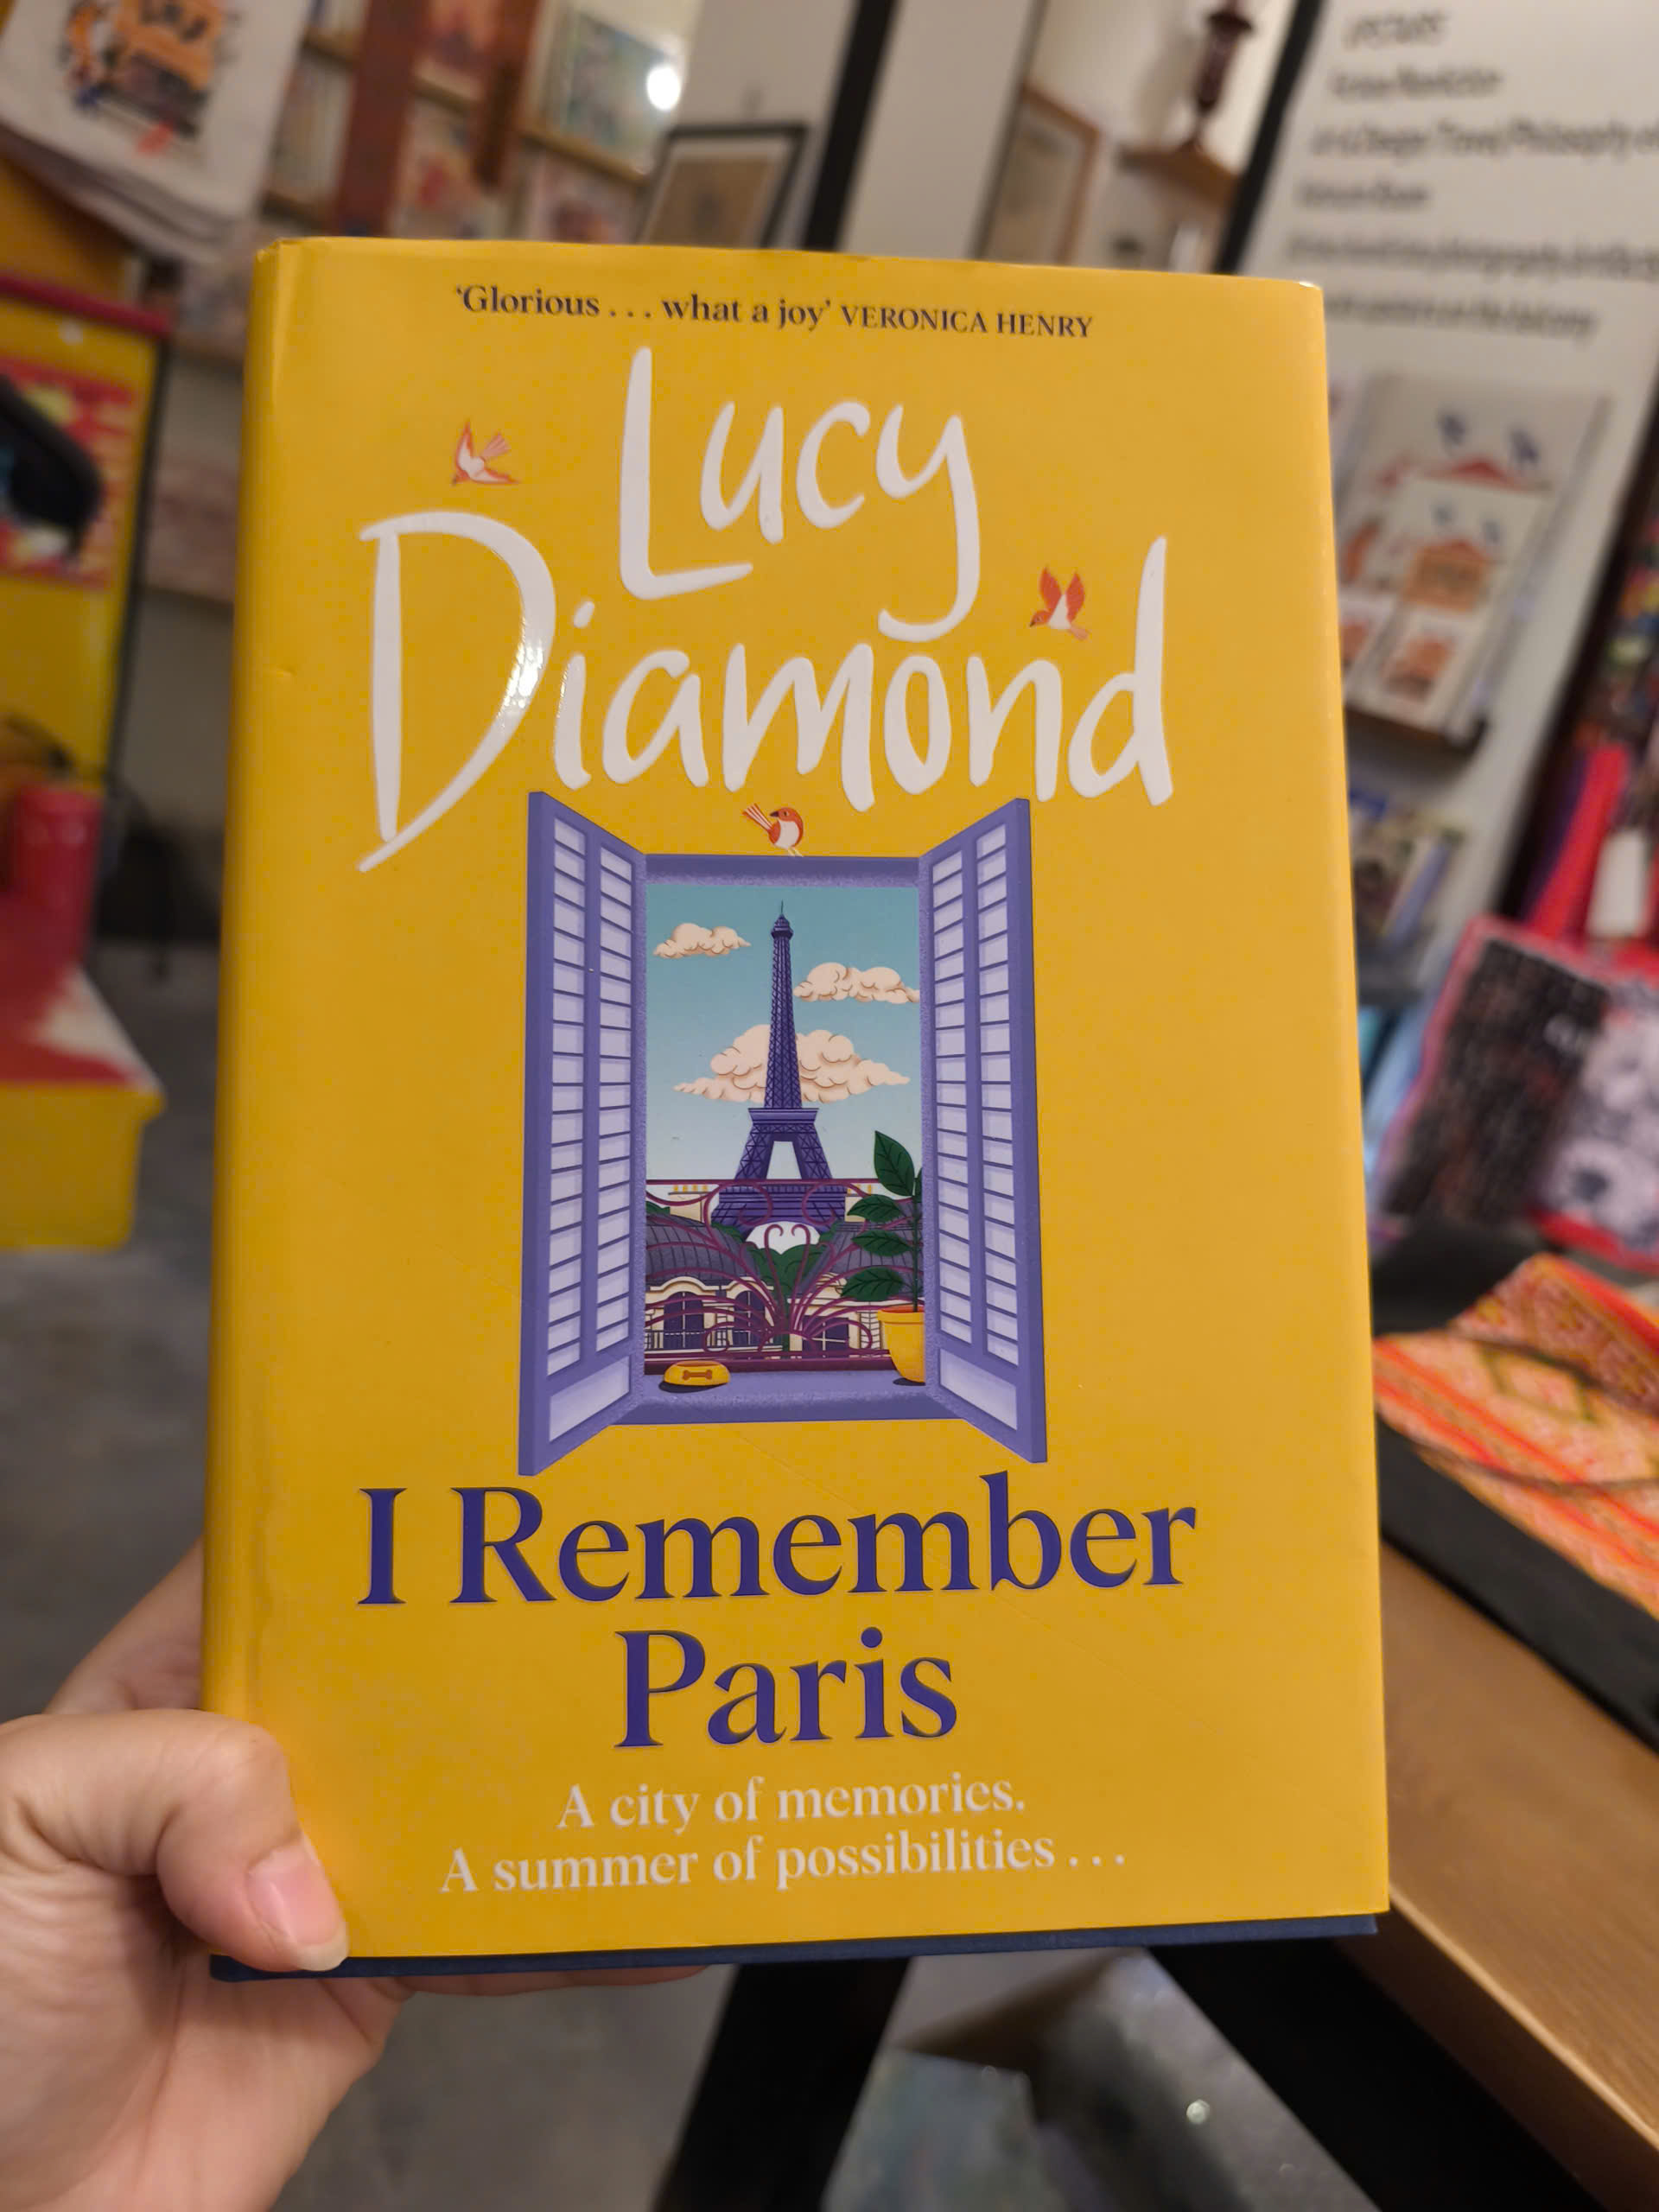 ‘Glorious . . . what a joy’ VERONICA HENRY
Lucy
Diamond
I Remember
Paris
A city of memories.
A summer of possibilities . . .